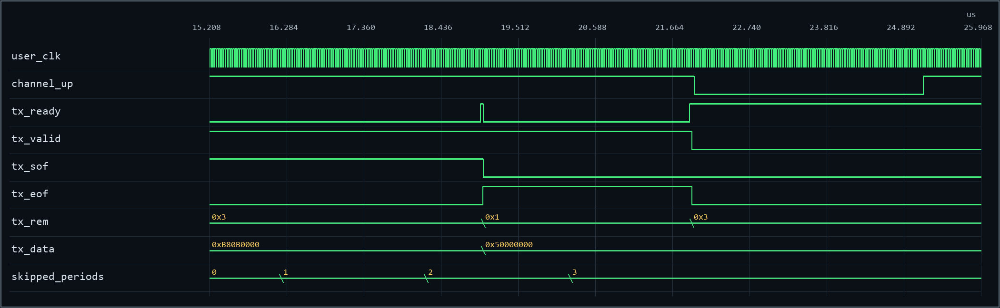 us
15.208 16.284 17.360 18.436 19.512 20.588 21.664 22.740 23.816 24.892 25.968
user_clk
channel_up
tx_ready
tx_valid
tx_sof
tx_eof
tx_rem 0x3 0x1 0x3
tx_data 0xB80B0000 0x50000000
skipped_periods 0 1 2 3